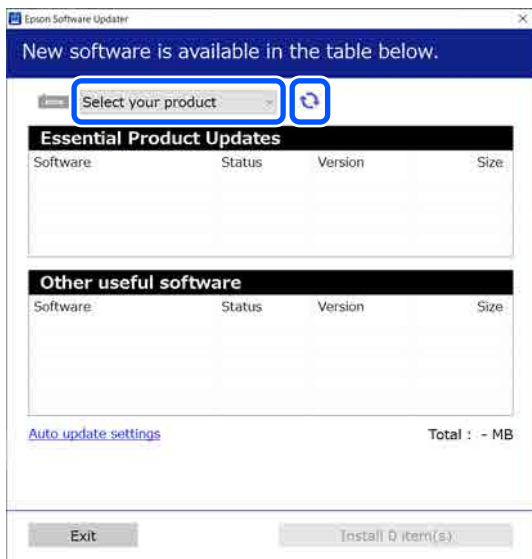 Epson Software Updater
New software is available in the table below.
Select your product
Essential Product Updates
Software Status Version Size
Other useful software
Software Status Version Size
Auto update settings Total : - MB
Exit Install 0 item(s)